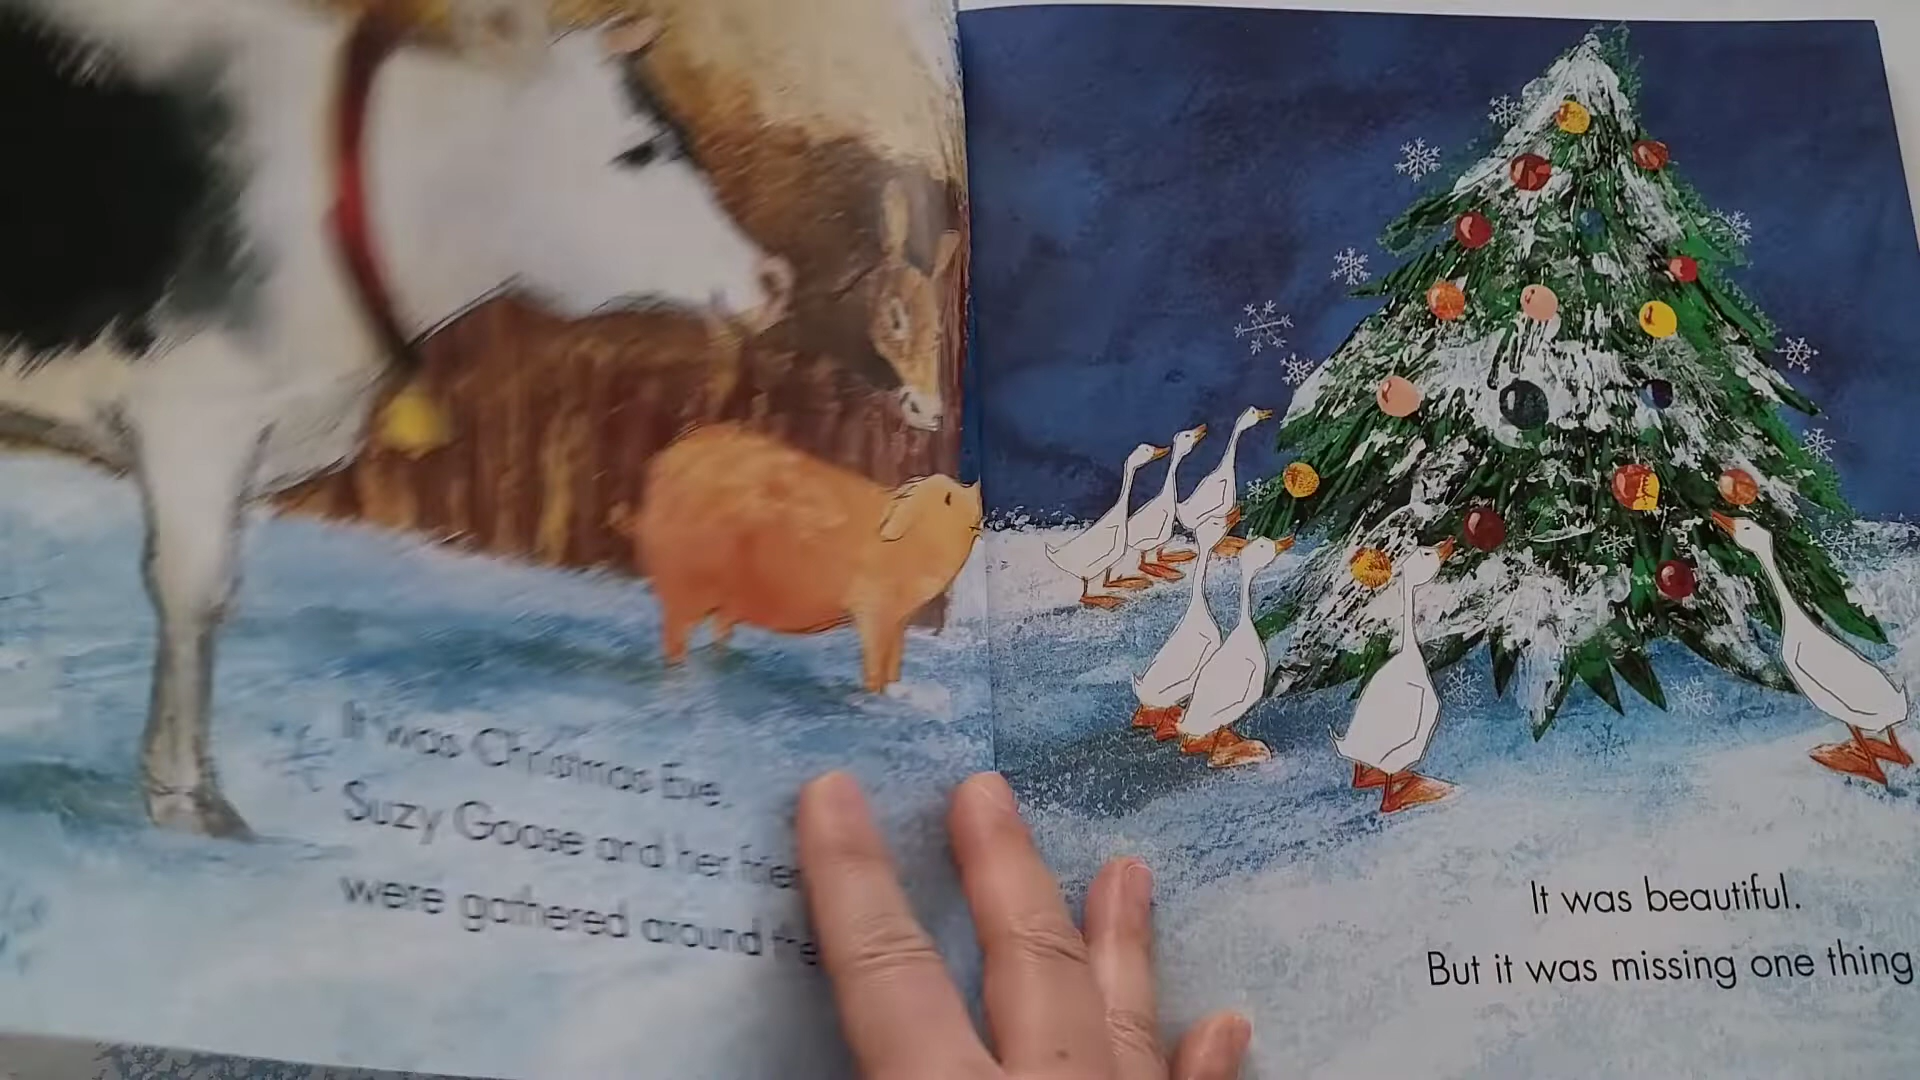 It was Christmas Eve.
Suzy Goose and her
were gathered around the
It was beautiful.
But it was missing one thing